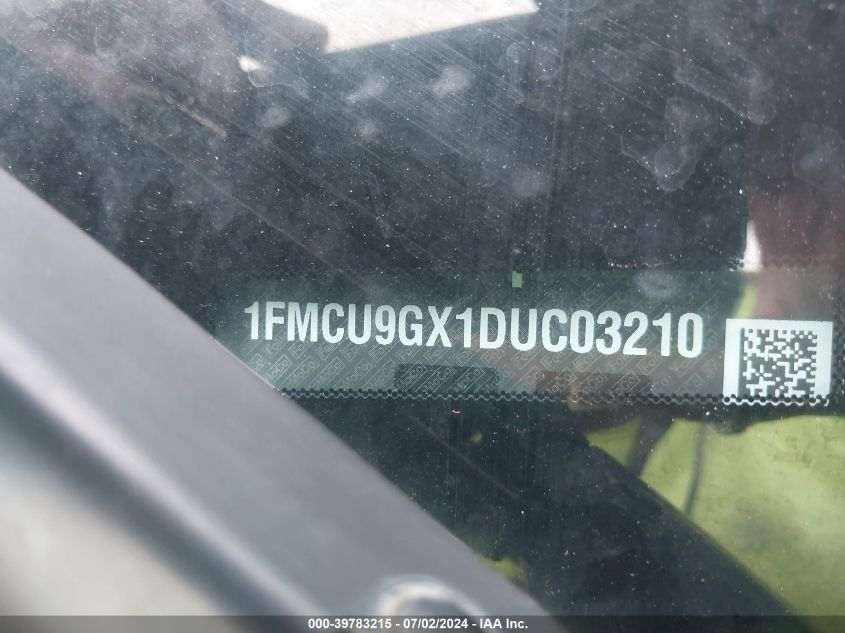 1FMCU9GX1DUC03210
000-39783215 / 07/02/2024 - IAA Inc.